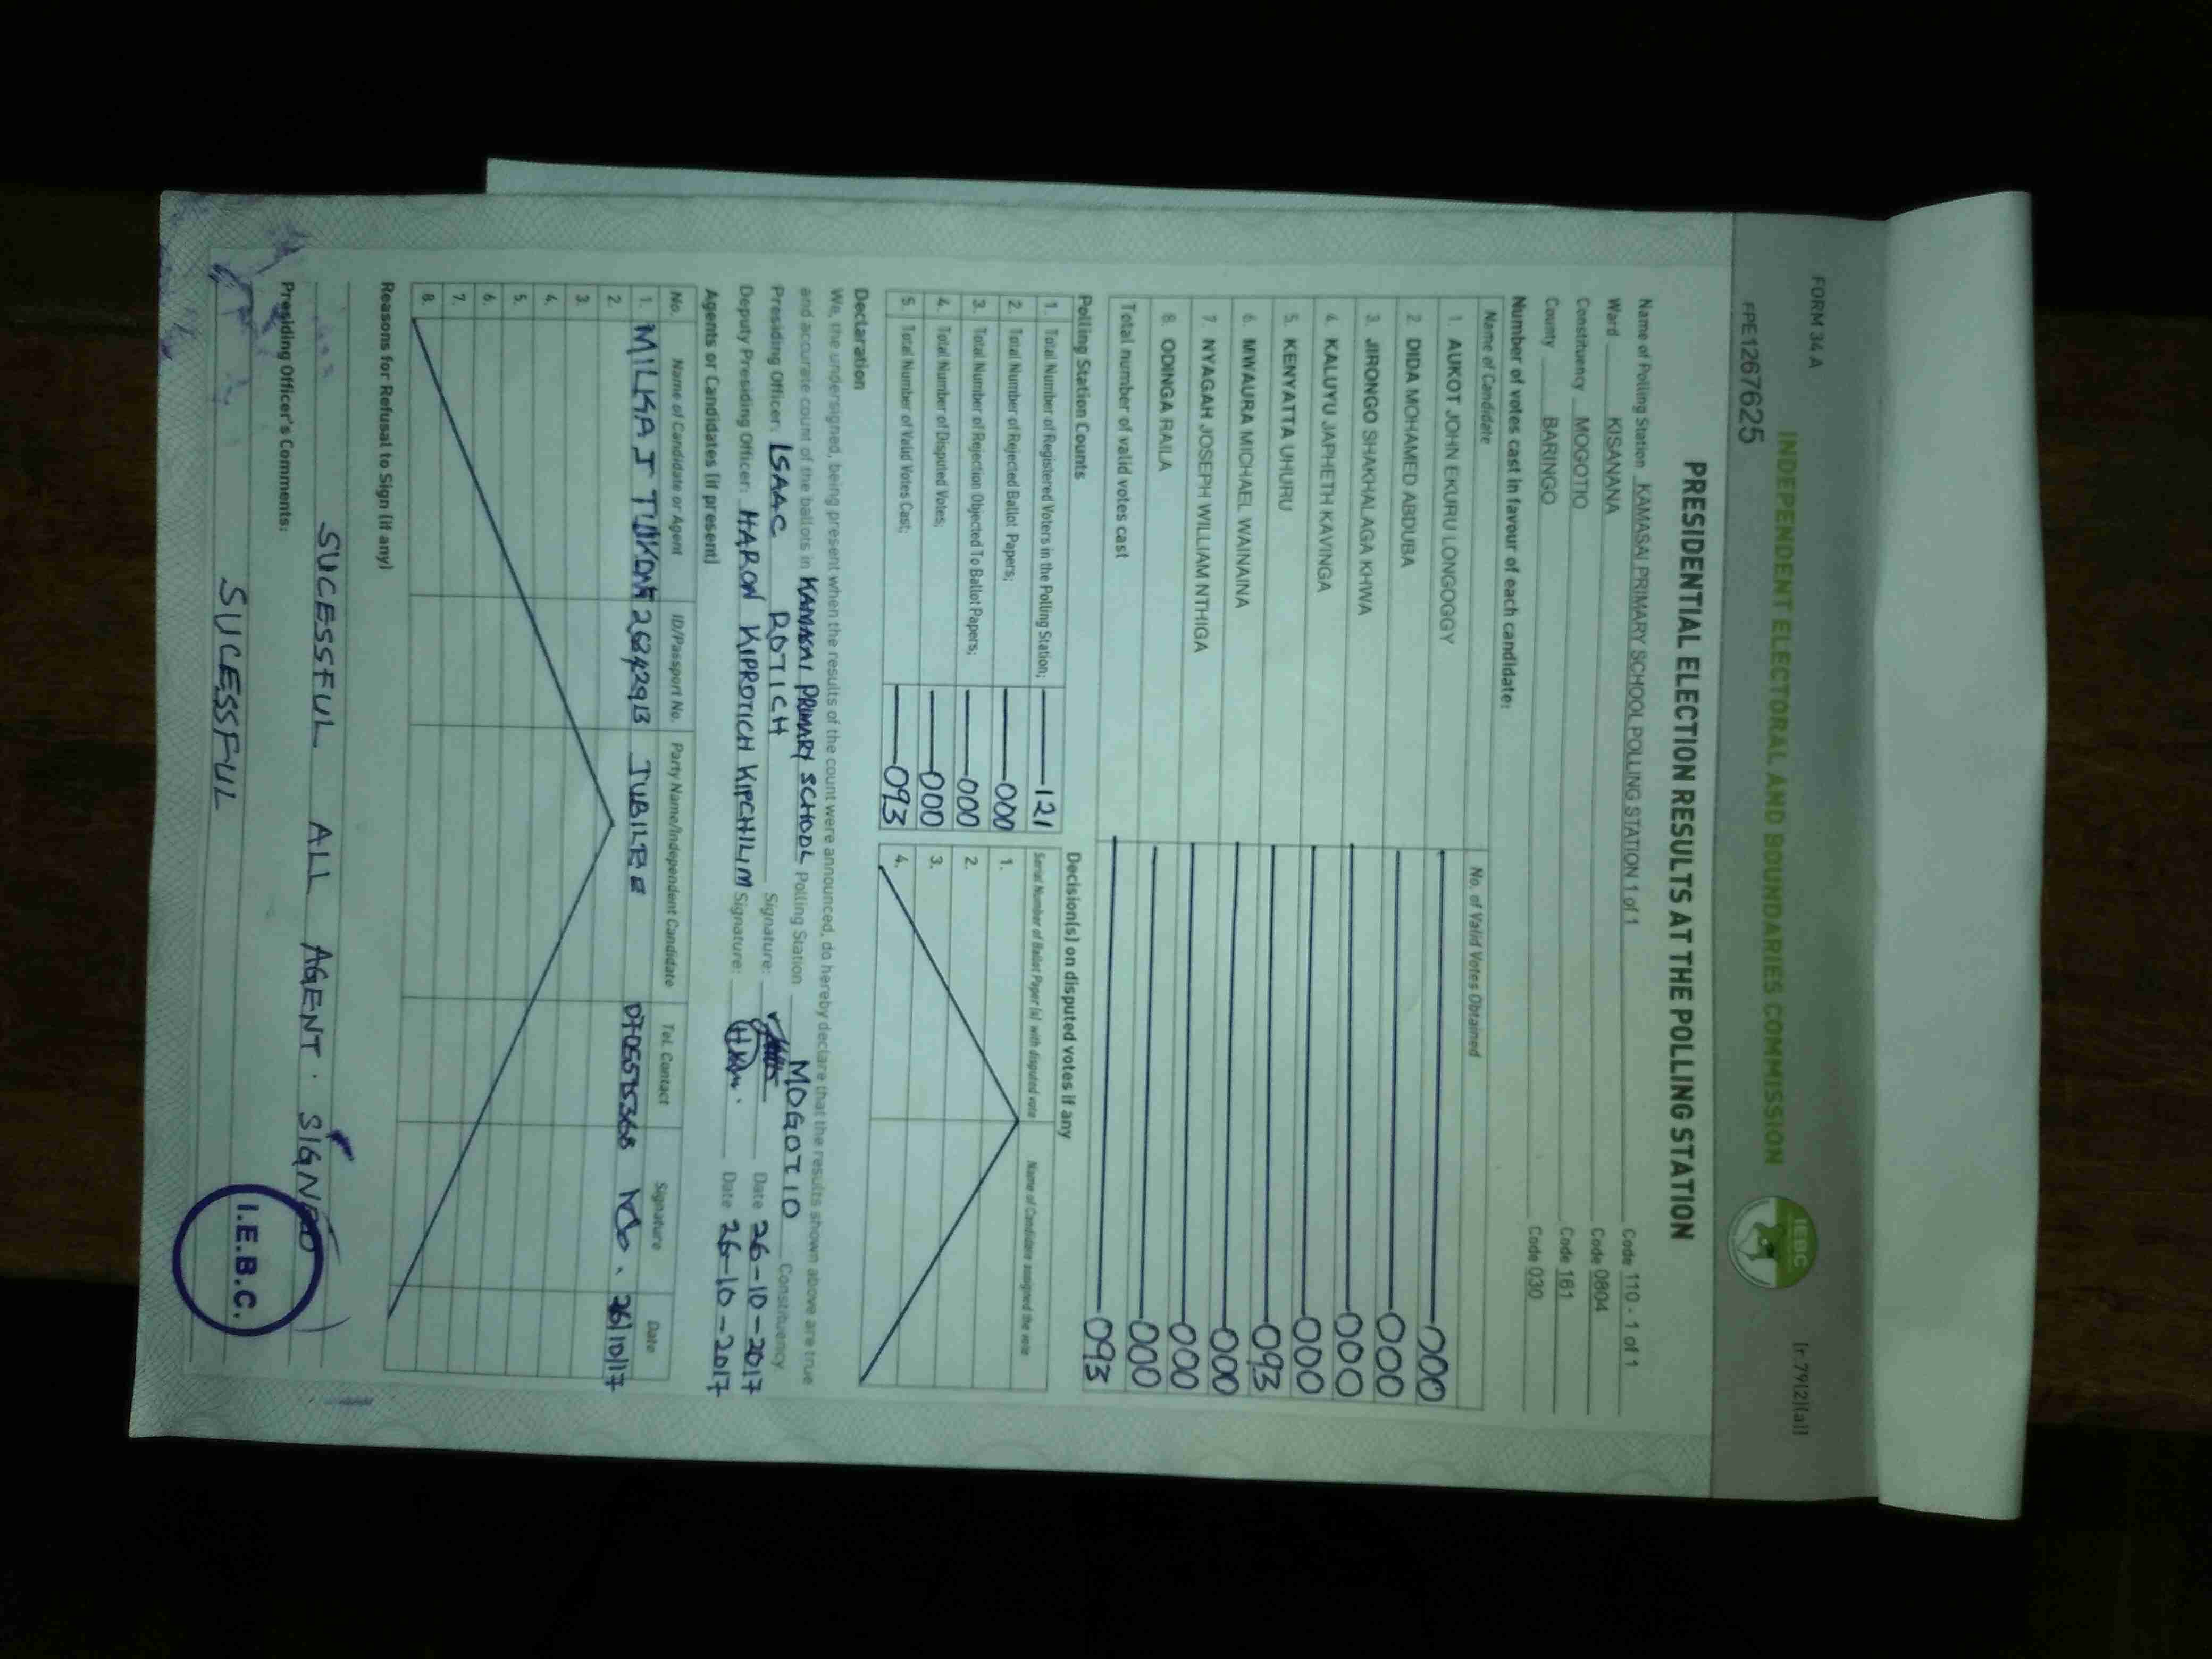 FORM 34 A
(r.79(2)(a))
INDEPENDENT ELECTORAL AND BOUNDARIES COMMISSION
IEBC
FPE1267625
PRESIDENTIAL ELECTION RESULTS AT THE POLLING STATION
Name of Polling Station KAMASAI PRIMARY SCHOOL POLLING STATION 1 of 1 Code 110 - 1 of 1
Ward KISANANA Code 0804
Constituency MOGOTIO Code 161
County BARINGO Code 030
Number of votes cast in favour of each candidate:
Name of Candidate No. of Valid Votes Obtained
1. AUKOT JOHN EKURU LONGOGGY 000
2. DIDA MOHAMED ABDUBA 000
3. JIRONGO SHAKHALAGA KHWA 000
4. KALUYU JAPHETH KAVINGA 000
5. KENYATTA UHURU 093
6. MWAURA MICHAEL WAINAINA 000
7. NYAGAH JOSEPH WILLIAM NTHIGA 000
8. ODINGA RAILA 000
Total number of valid votes cast 093
Polling Station Counts
1. Total Number of Registered Voters in the Polling Station; 121
2. Total Number of Rejected Ballot Papers; 000
3. Total Number of Rejection Objected To Ballot Papers; 000
4. Total Number of Disputed Votes; 000
5. Total Number of Valid Votes Cast; 093
Decision(s) on disputed votes if any
Serial Number of Ballot Paper (s) with disputed vote Name of Candidate assigned the vote
1.
2.
3.
4.
Declaration
We, the undersigned, being present when the results of the count were announced, do hereby declare that the results shown above are true
and accurate count of the ballots in KAMASAI PRIMARY SCHOOL Polling Station MOGOTIO Constituency
Presiding Officer: ISAAC ROTICH Signature: Date 26-10-2017
Deputy Presiding Officer: HARON KIPROTICH KIPCHILIM Signature: Date 26-10-2017
Agents or Candidates (if present)
No. Name of Candidate or Agent ID/Passport No. Party Name/Independent Candidate Tel. Contact Signature Date
1. MILKA J JUBILEE 26/10/17
2.
3.
4.
5.
6.
7.
8.
Reasons for Refusal to Sign (if any)
SUCESSFUL ALL AGENT. SIGNED
Presiding Officer's Comments:
SUCESSFUL
I.E.B.C.